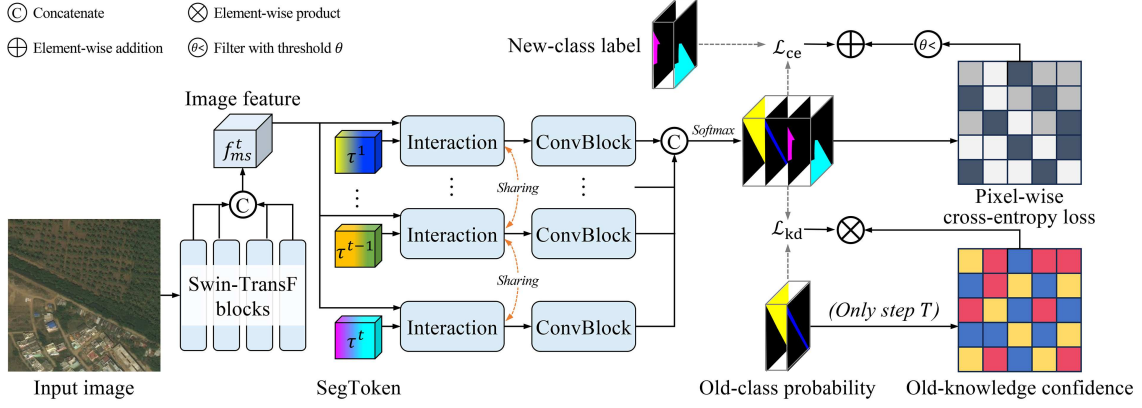 C Concatenate
Element-wise product
Element-wise addition
θ< Filter with threshold θ
New-class label
ℒce
θ<
Image feature
f^t_ms
τ^1
Interaction
ConvBlock
C
Softmax
C
Sharing
Pixel-wise
cross-entropy loss
τ^{t-1}
Interaction
ConvBlock
ℒkd
Swin-TransF
blocks
Sharing
τ^t
Interaction
ConvBlock
(Only step T)
Input image
SegToken
Old-class probability
Old-knowledge confidence